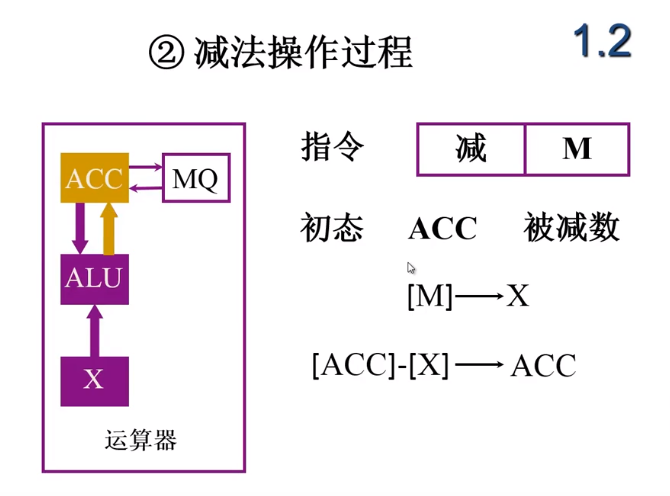 ② 减法操作过程
1.2
指令 减 M
ACC MQ
初态 ACC 被减数
ALU
[M]→X
X
[ACC]-[X]→ACC
运算器